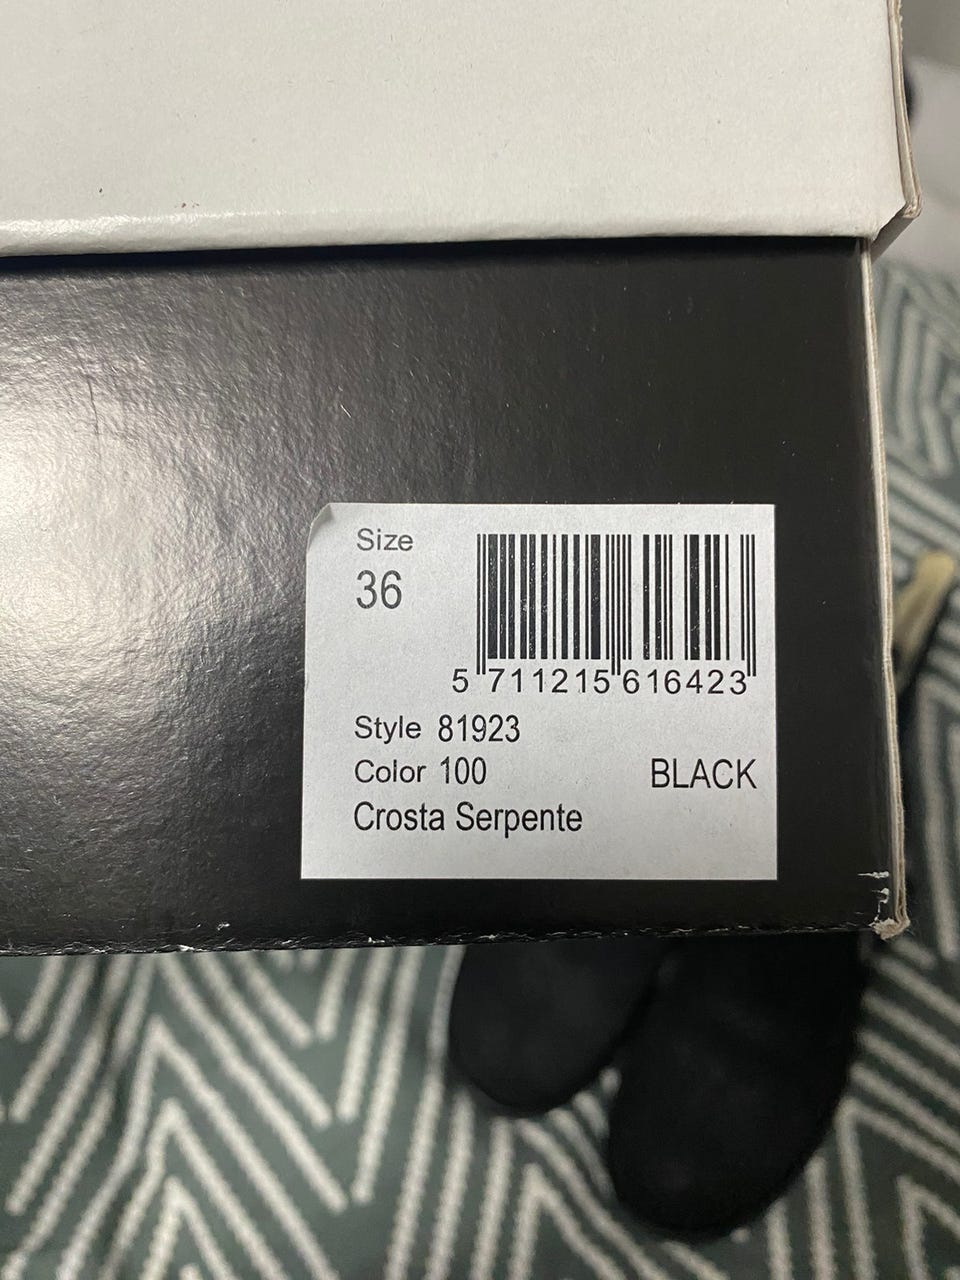 Size
36
5 711215 616423
Style 81923
Color 100 BLACK
Crosta Serpente